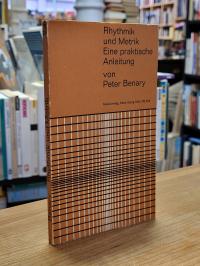 Rhythmik
und Metrik
Eine praktische
Anleitung
von
Peter Benary